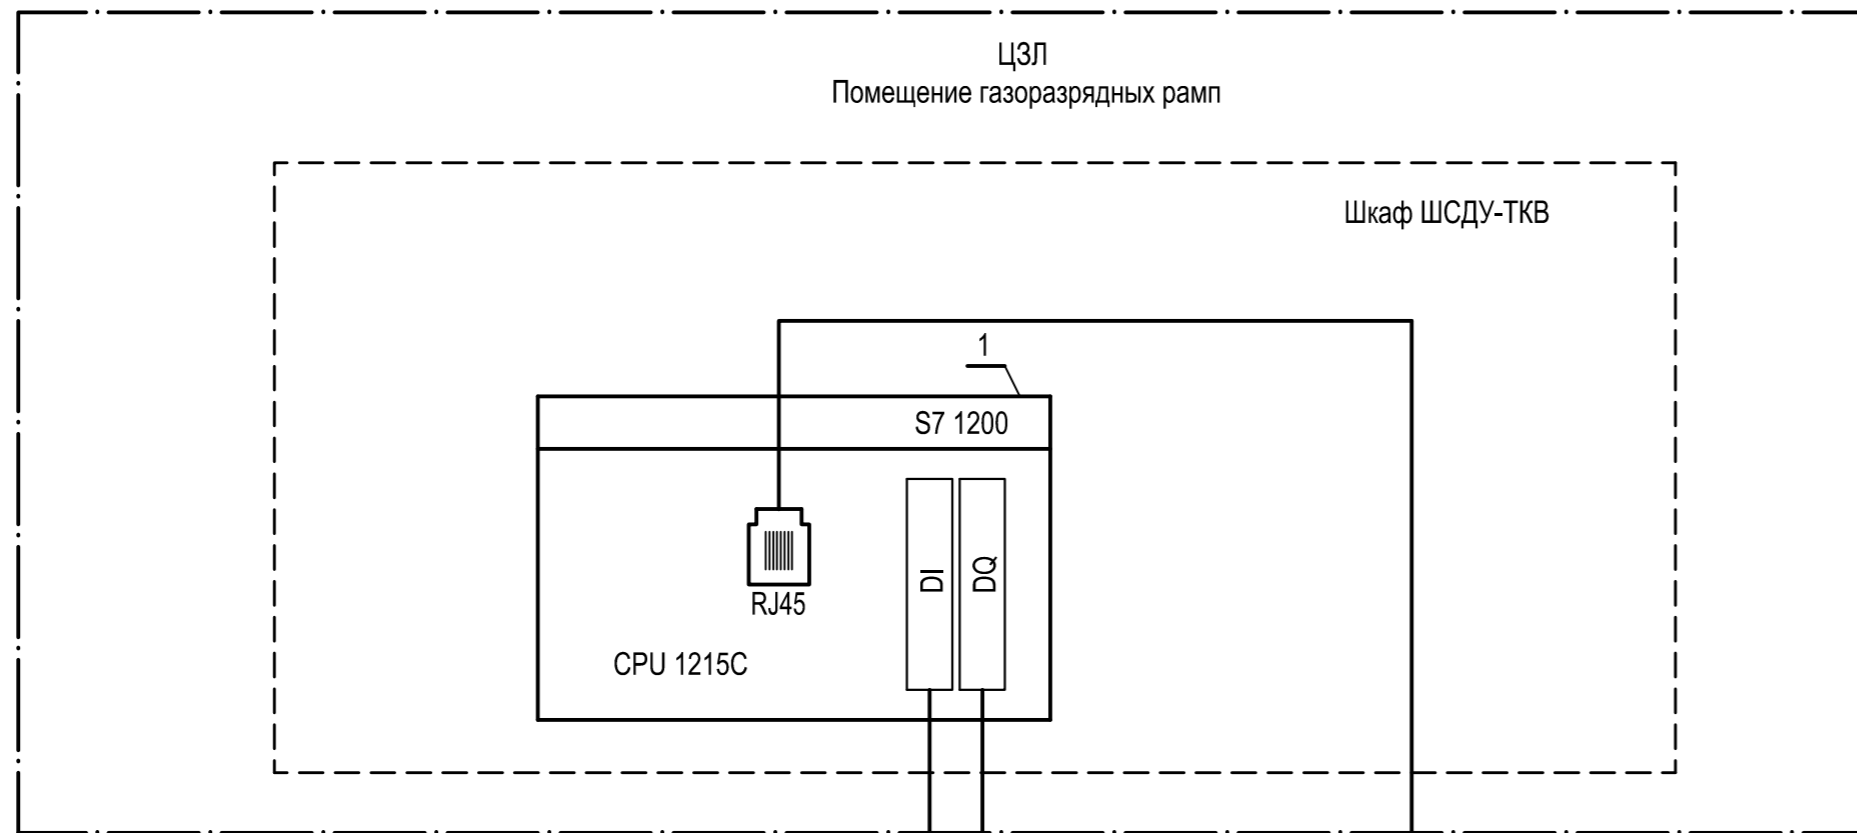 ЦЗЛ
Помещение газоразрядных рамп
Шкаф ШСДУ-ТКВ
1
S7 1200
DI
DQ
RJ45
CPU 1215C